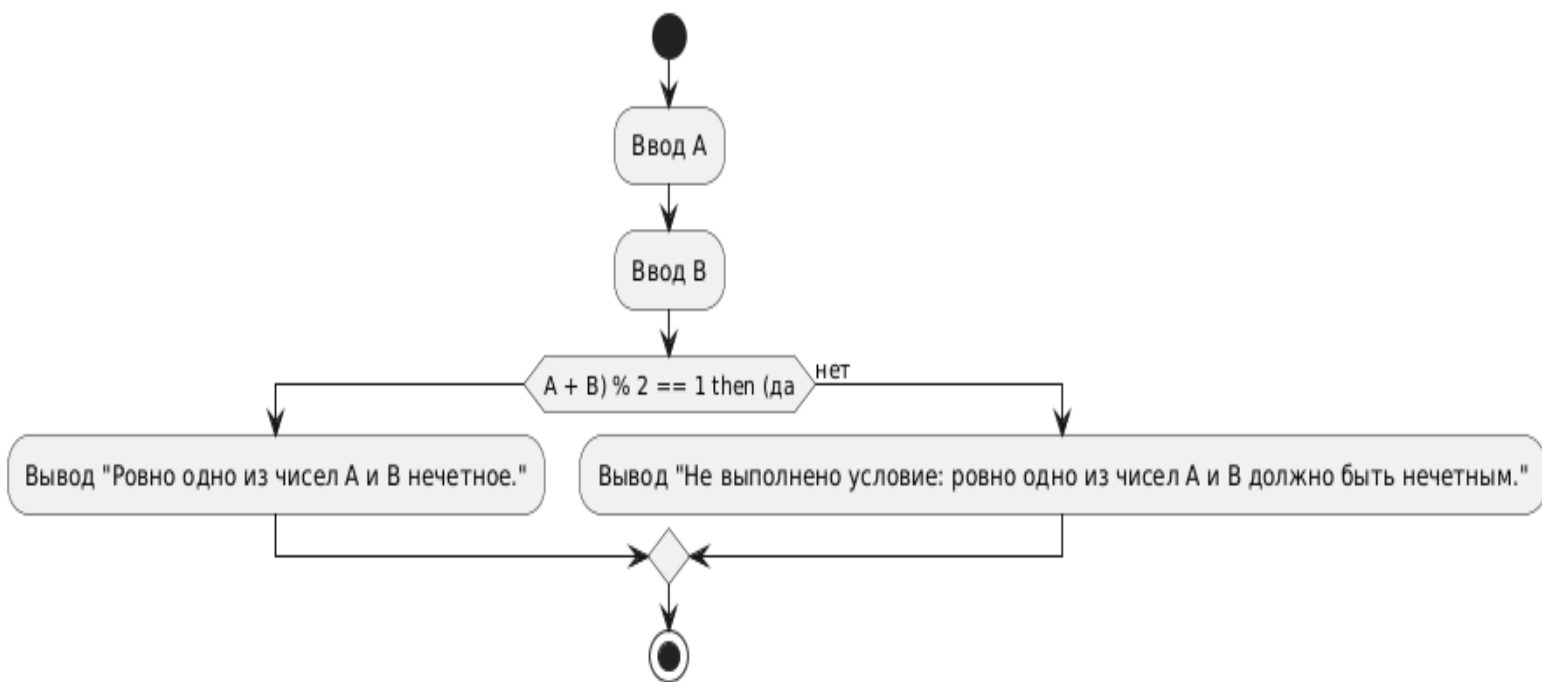 Ввод A
Ввод B
A + B) % 2 == 1 then (да
нет
Вывод "Ровно одно из чисел A и B нечетное."
Вывод "Не выполнено условие: ровно одно из чисел A и B должно быть нечетным."